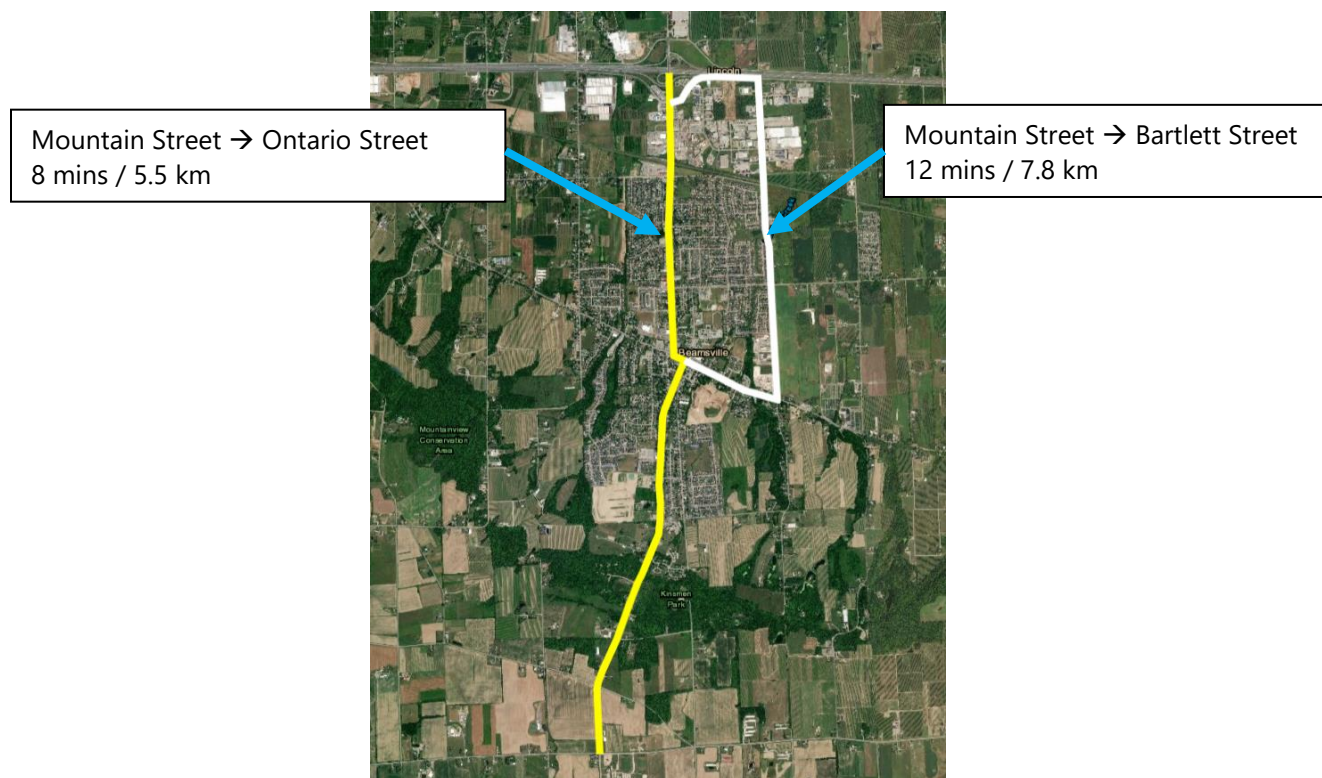 Lincoln
Mountain Street → Ontario Street
8 mins / 5.5 km
Mountain Street → Bartlett Street
12 mins / 7.8 km
Beamsville
Mountainview
Conservation
Area
Kinsmen
Park